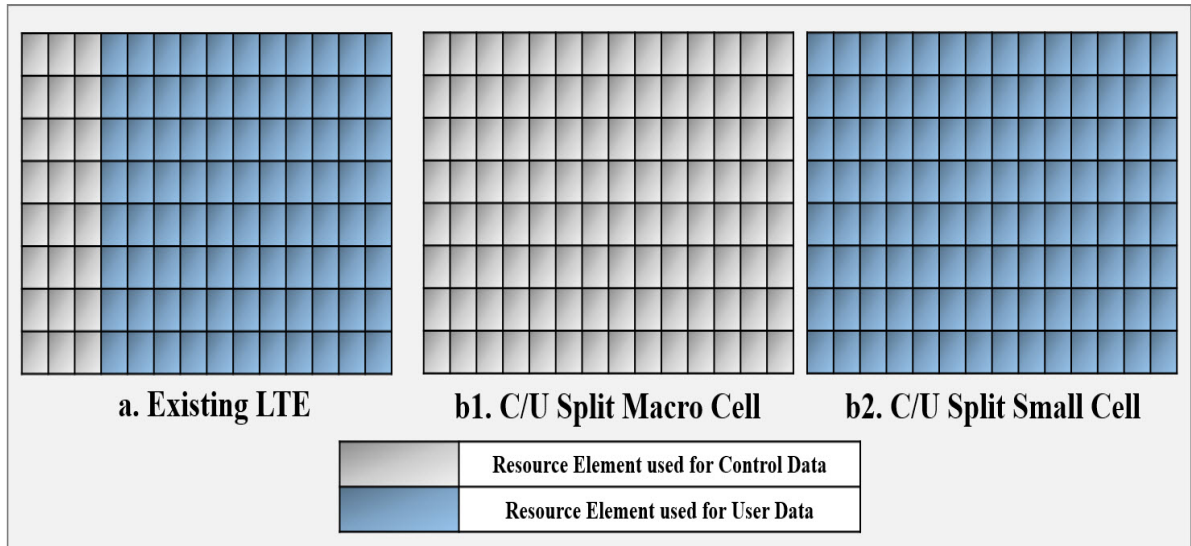 a. Existing LTE
b1. C/U Split Macro Cell
b2. C/U Split Small Cell
Resource Element used for Control Data
Resource Element used for User Data